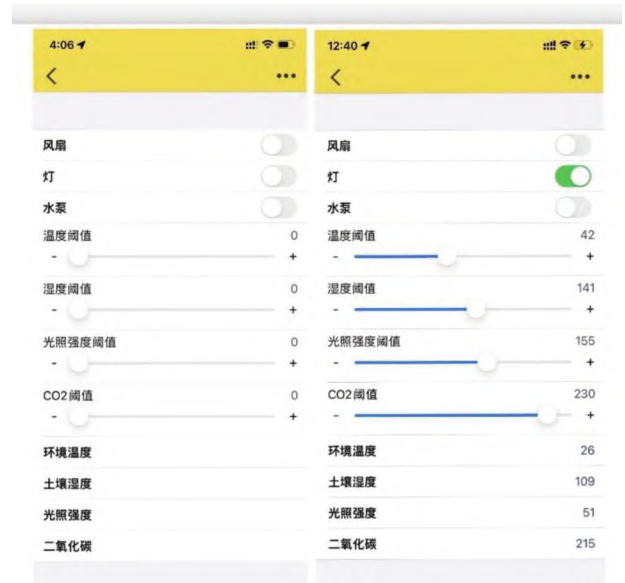 4:06
风扇
灯
水泵
温度阈值 0
- +
湿度阈值 0
- +
光照强度阈值 0
- +
CO2阈值 0
- +
环境温度
土壤湿度
光照强度
二氧化碳
12:40
风扇
灯
水泵
温度阈值 42
- +
湿度阈值 141
- +
光照强度阈值 155
- +
CO2阈值 230
- +
环境温度 26
土壤湿度 109
光照强度 51
二氧化碳 215